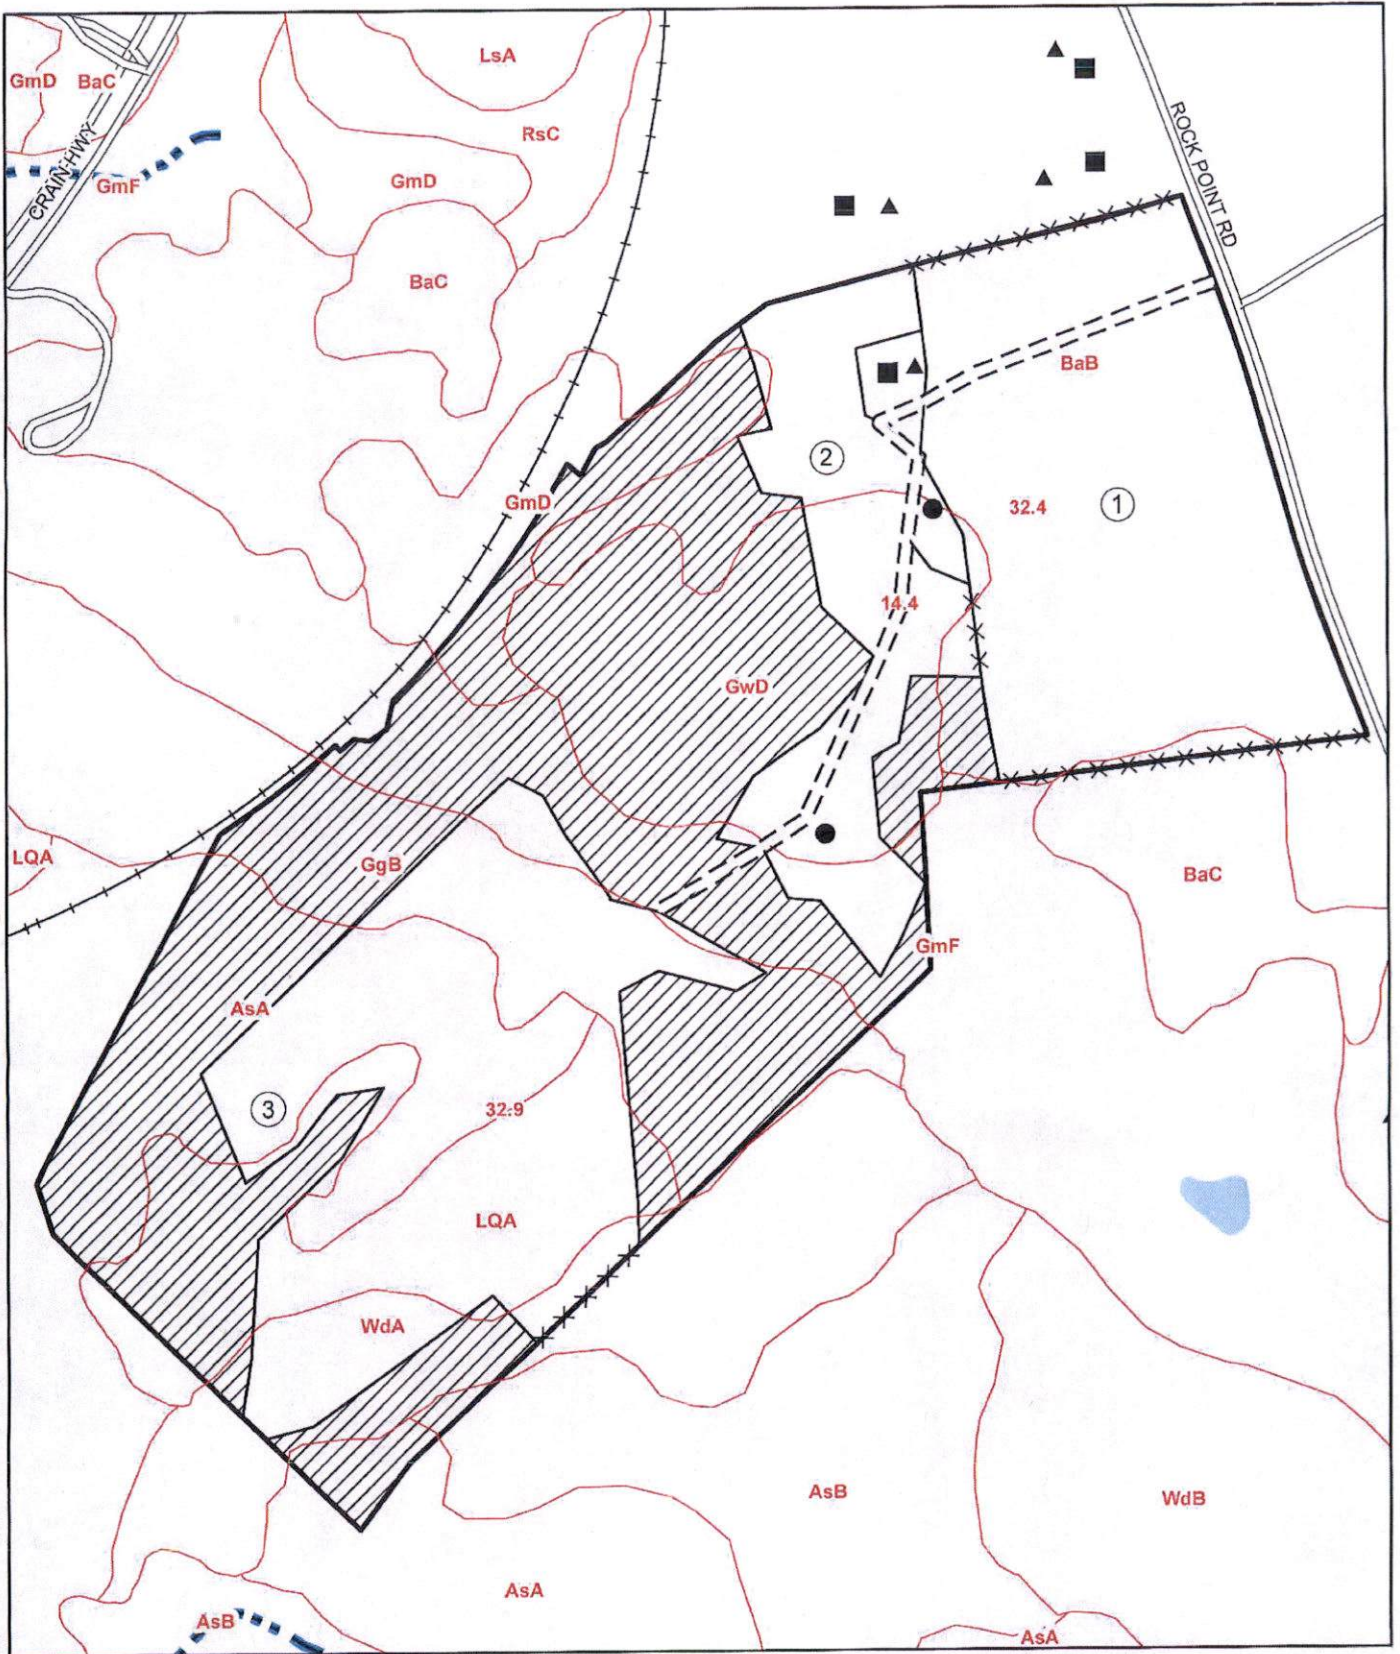 LsA
GmD
BaC
CRAIN HWY
RsC
GmF
GmD
ROCK POINT RD
BaC
BaB
2
GmD
32.4
1
14.4
GwD
LQA
GgB
BaC
GmF
AsA
3
32.9
LQA
WdA
AsB
WdB
AsA
AsB
AsA